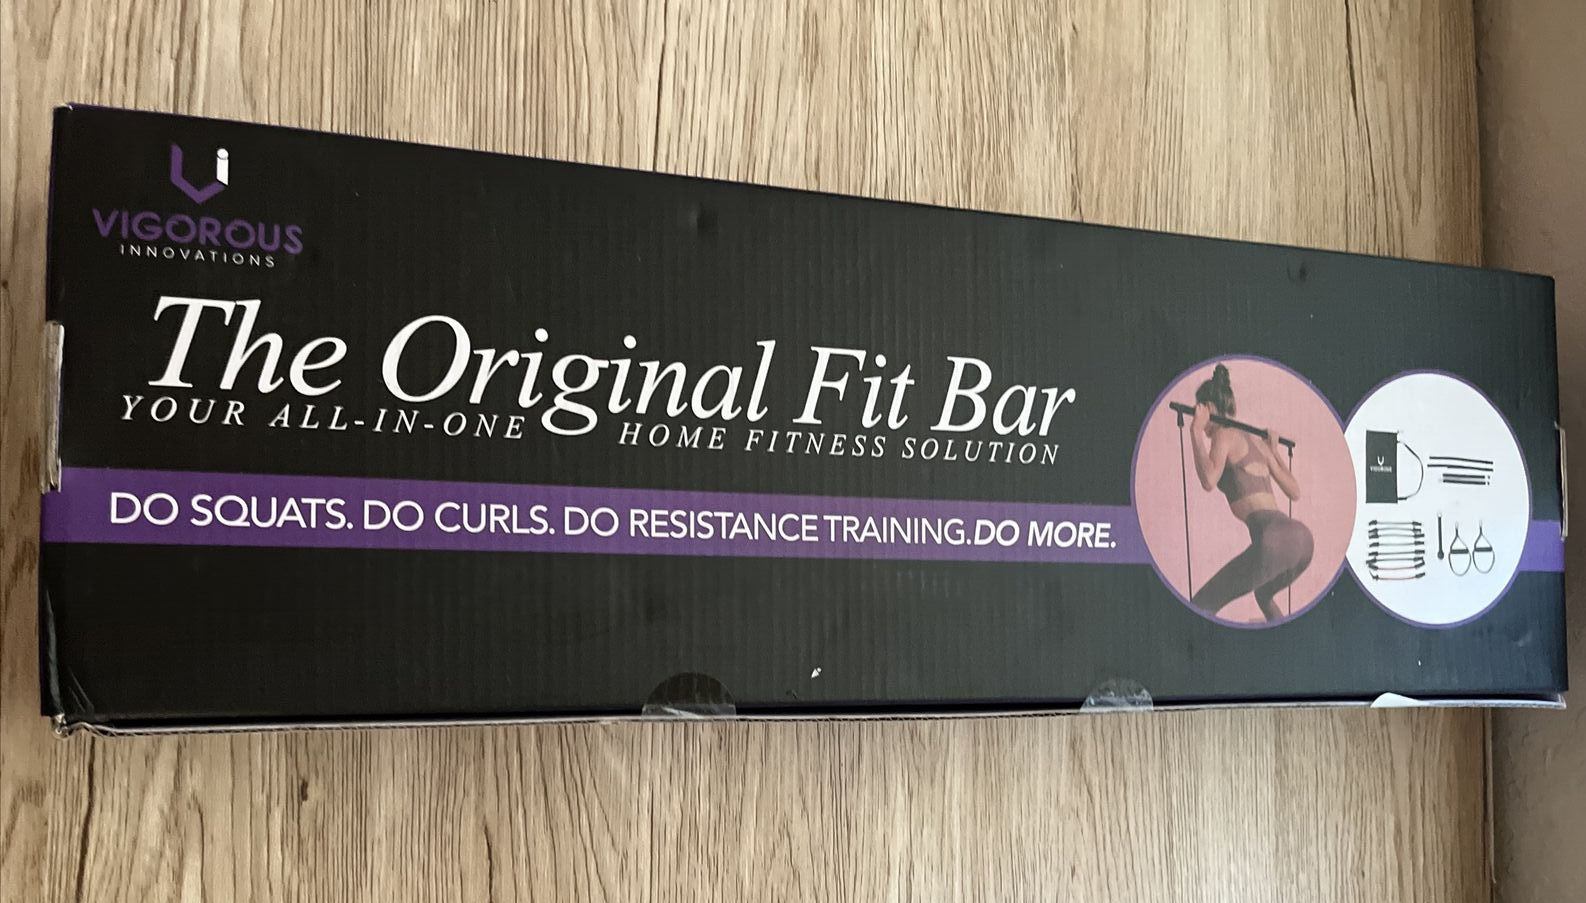 VIGOROUS
INNOVATIONS
The Original Fit Bar
YOUR ALL-IN-ONE HOME FITNESS SOLUTION
DO SQUATS. DO CURLS. DO RESISTANCE TRAINING. DO MORE.
VIGOROUS